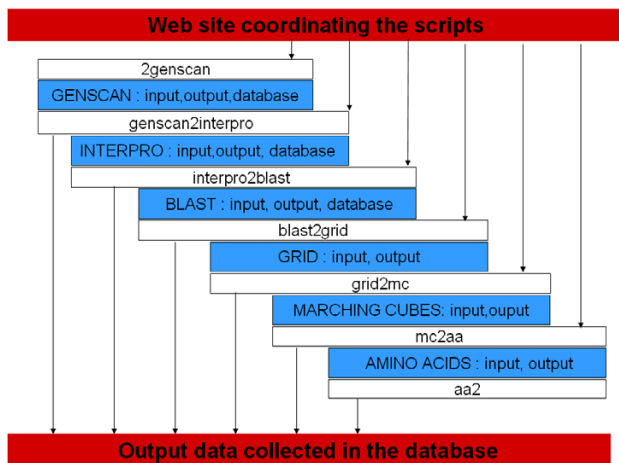 Web site coordinating the scripts
2genscan
GENSCAN : input,output,database
genscan2interpro
INTERPRO : input,output, database
interpro2blast
BLAST : input, output, database
blast2grid
GRID : input, output
grid2mc
MARCHING CUBES: input,ouput
mc2aa
AMINO ACIDS : input, output
aa2
Output data collected in the database